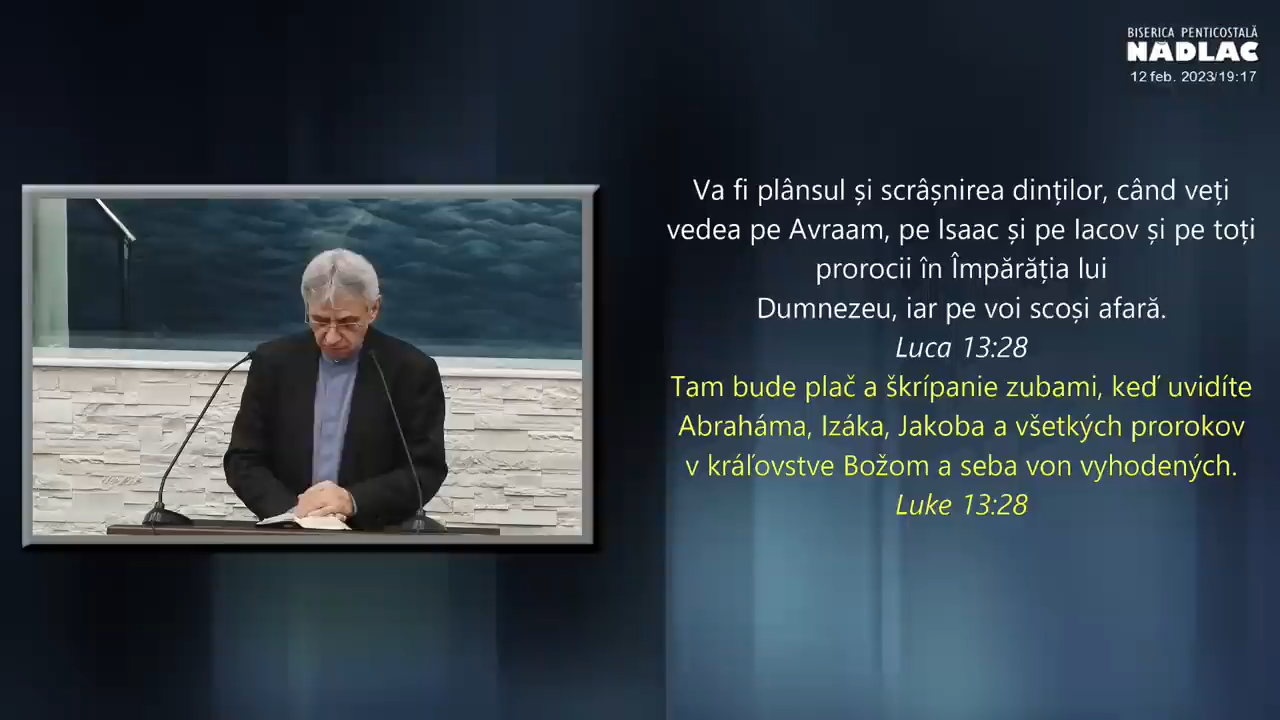 BISERICA PENTICOSTALĂ
NĂDLAC
12 feb. 2023/19:17
Va fi plânsul și scrâșnirea dinților, când veți
vedea pe Avraam, pe Isaac și pe Iacov și pe toți
prorocii în Împărăția lui
Dumnezeu, iar pe voi scoși afară.
Luca 13:28
Tam bude plač a škrípanie zubami, keď uvidíte
Abraháma, Izáka, Jakoba a všetkých prorokov
v kráľovstve Božom a seba von vyhodených.
Luke 13:28